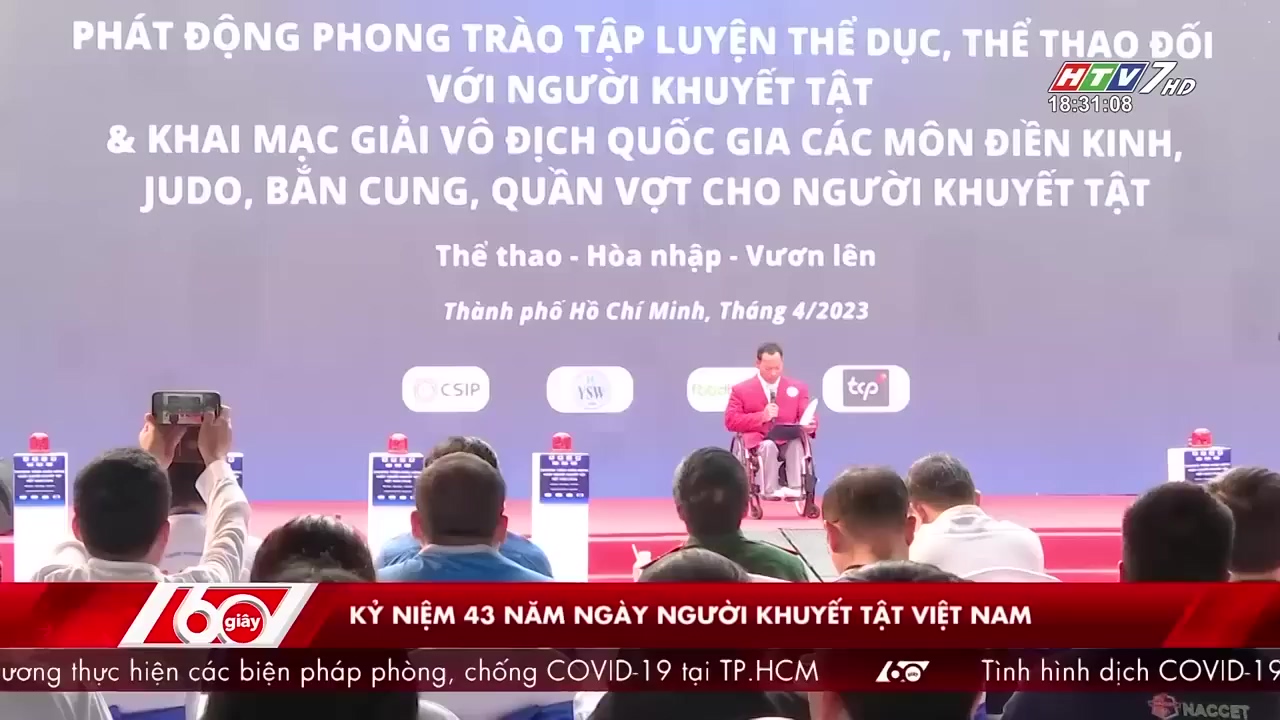 PHÁT ĐỘNG PHONG TRÀO TẬP LUYỆN THỂ DỤC, THỂ THAO ĐỐI
VỚI NGƯỜI KHUYẾT TẬT
& KHAI MẠC GIẢI VÔ ĐỊCH QUỐC GIA CÁC MÔN ĐIỀN KINH,
JUDO, BẮN CUNG, QUẦN VỢT CHO NGƯỜI KHUYẾT TẬT
HTV7 HD
18:31:08
Thể thao - Hòa nhập - Vươn lên
Thành phố Hồ Chí Minh, Tháng 4/2023
CSIP
YSW
tcp
60 giây
KỶ NIỆM 43 NĂM NGÀY NGƯỜI KHUYẾT TẬT VIỆT NAM
ương thực hiện các biện pháp phòng, chống COVID-19 tại TP.HCM 60 giây Tình hình dịch COVID-19
NACCET